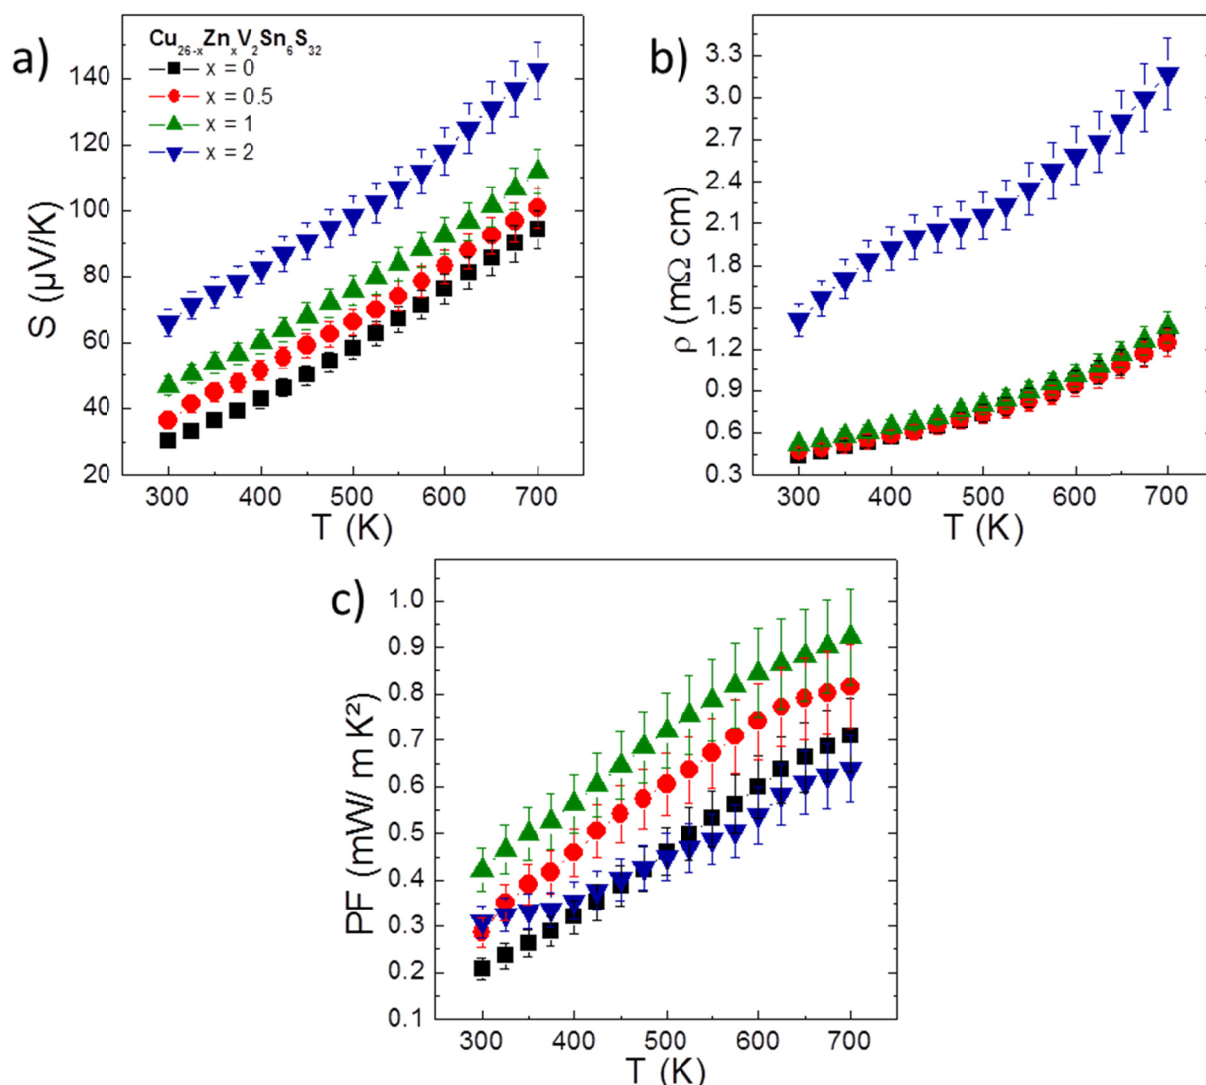 a)
Cu26-xZnxV2Sn6S32
x = 0
x = 0.5
x = 1
x = 2
S (µV/K)
140
120
100
80
60
40
20
300 400 500 600 700
T (K)
b)
ρ (mΩ cm)
3.3
3.0
2.7
2.4
2.1
1.8
1.5
1.2
0.9
0.6
0.3
300 400 500 600 700
T (K)
c)
PF (mW/ m K²)
1.0
0.9
0.8
0.7
0.6
0.5
0.4
0.3
0.2
0.1
300 400 500 600 700
T (K)